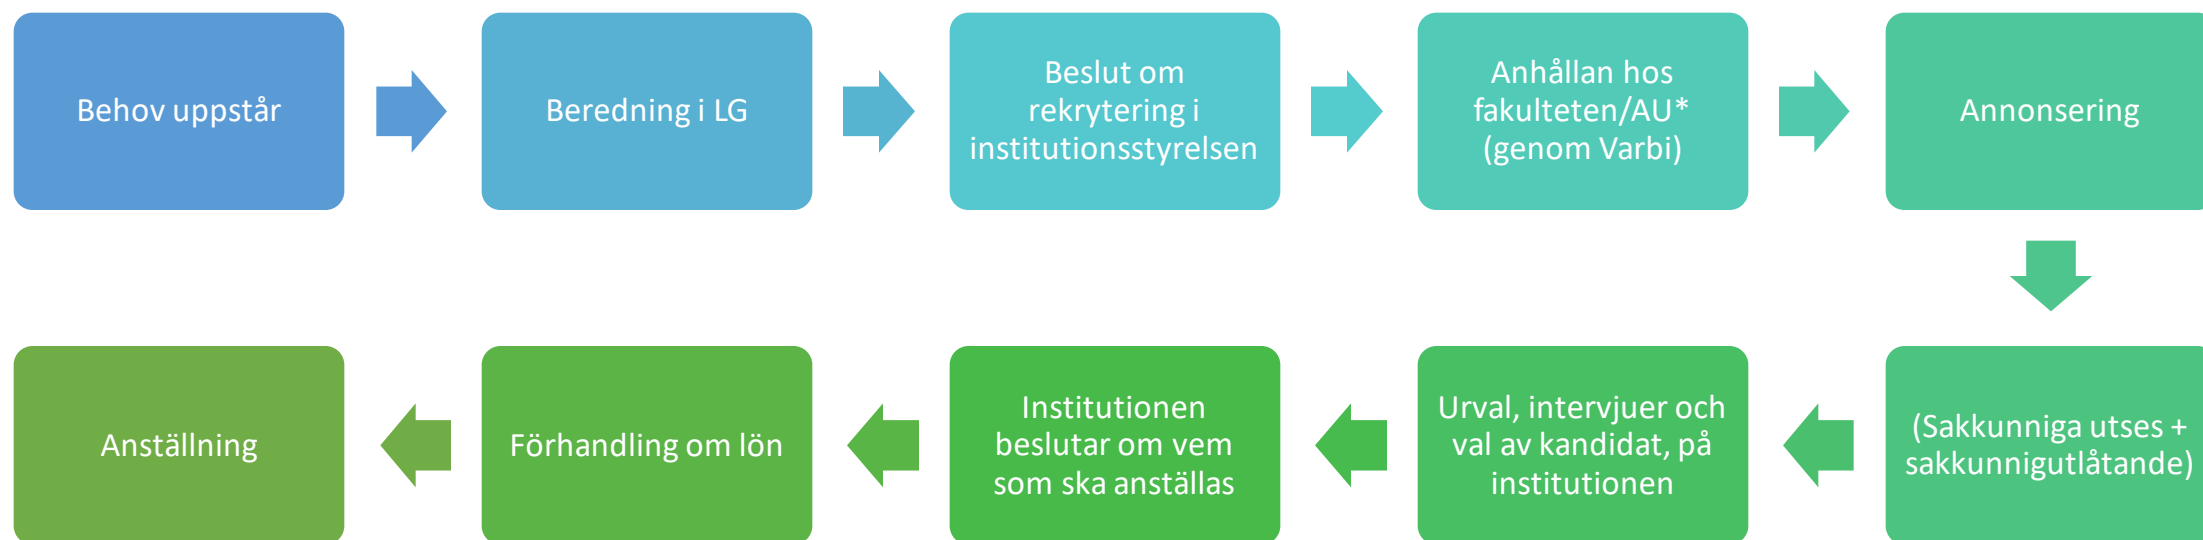 Behov uppstår
Beredning i LG
Beslut om
rekrytering i
institutionsstyrelsen
Anhållan hos
fakulteten/AU*
(genom Varbi)
Annonsering
(Sakkunniga utses +
sakkunnigutlåtande)
Urval, intervjuer och
val av kandidat, på
institutionen
Institutionen
beslutar om vem
som ska anställas
Förhandling om lön
Anställning